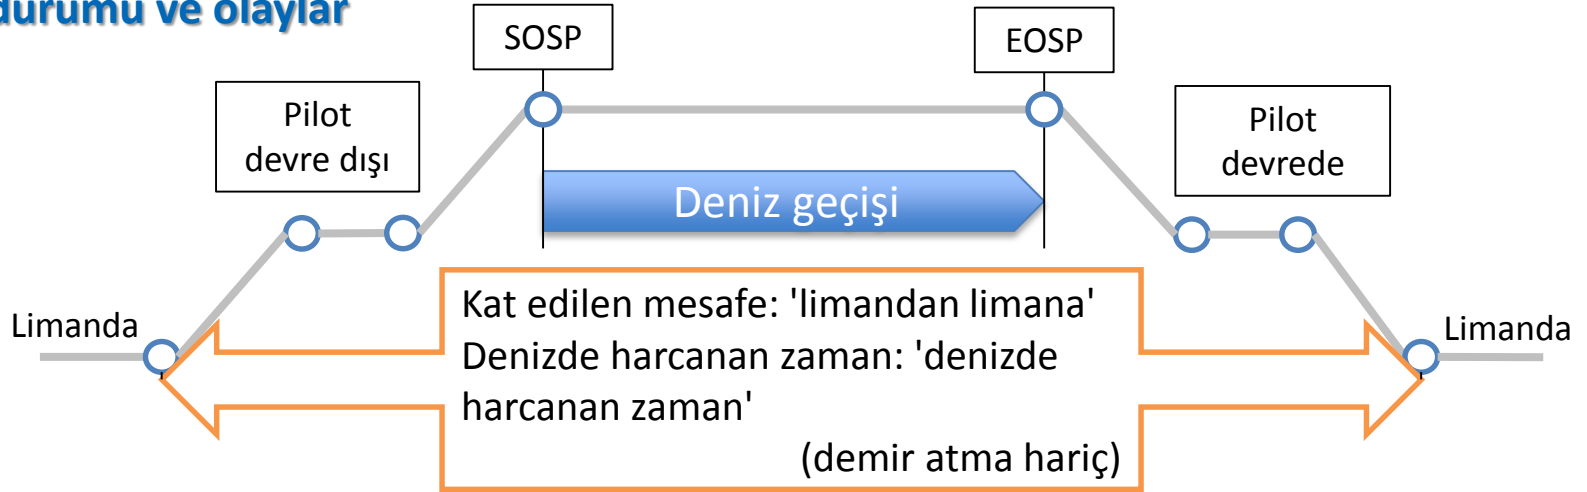 durumu ve olaylar
SOSP
EOSP
Pilot
devre dışı
Pilot
devrede
Deniz geçişi
Limanda
Kat edilen mesafe: 'limandan limana'
Denizde harcanan zaman: 'denizde
harcanan zaman'
(demir atma hariç)
Limanda